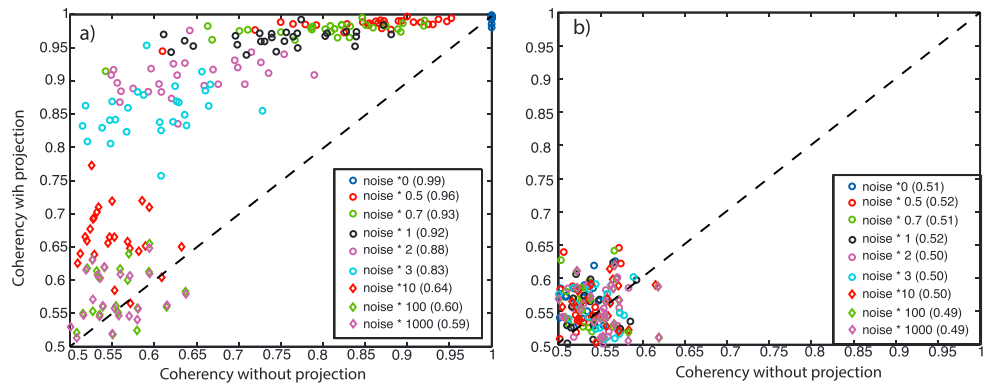 a)
1
0.95
0.9
0.85
0.8
0.75
0.7
0.65
0.6
0.55
0.5
Coherency wih projection
0.5 0.55 0.6 0.65 0.7 0.75 0.8 0.85 0.9 0.95 1
Coherency without projection
noise *0 (0.99)
noise * 0.5 (0.96)
noise * 0.7 (0.93)
noise * 1 (0.92)
noise * 2 (0.88)
noise * 3 (0.83)
noise *10 (0.64)
noise * 100 (0.60)
noise * 1000 (0.59)
b)
1
0.95
0.9
0.85
0.8
0.75
0.7
0.65
0.6
0.55
0.5
0.5 0.55 0.6 0.65 0.7 0.75 0.8 0.85 0.9 0.95 1
Coherency without projection
noise *0 (0.51)
noise * 0.5 (0.52)
noise * 0.7 (0.51)
noise * 1 (0.52)
noise * 2 (0.50)
noise * 3 (0.50)
noise *10 (0.50)
noise * 100 (0.49)
noise * 1000 (0.49)